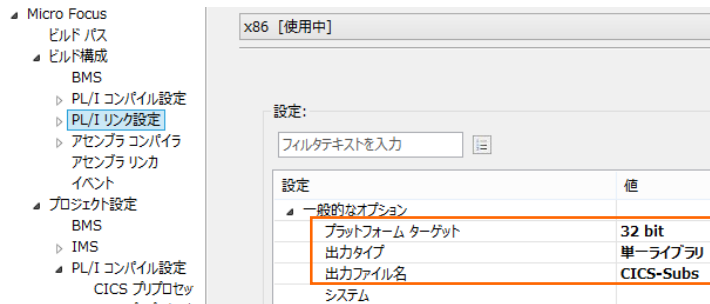 Micro Focus
ビルド パス
ビルド構成
BMS
PL/I コンパイル設定
PL/I リンク設定
アセンブラ コンパイラ
アセンブラ リンカ
イベント
プロジェクト設定
BMS
IMS
PL/I コンパイル設定
CICS プリプロセッ
x86 [使用中]
設定:
フィルタテキストを入力
設定 値
一般的なオプション
プラットフォーム ターゲット 32 bit
出力タイプ 単一ライブラリ
出力ファイル名 CICS-Subs
システム